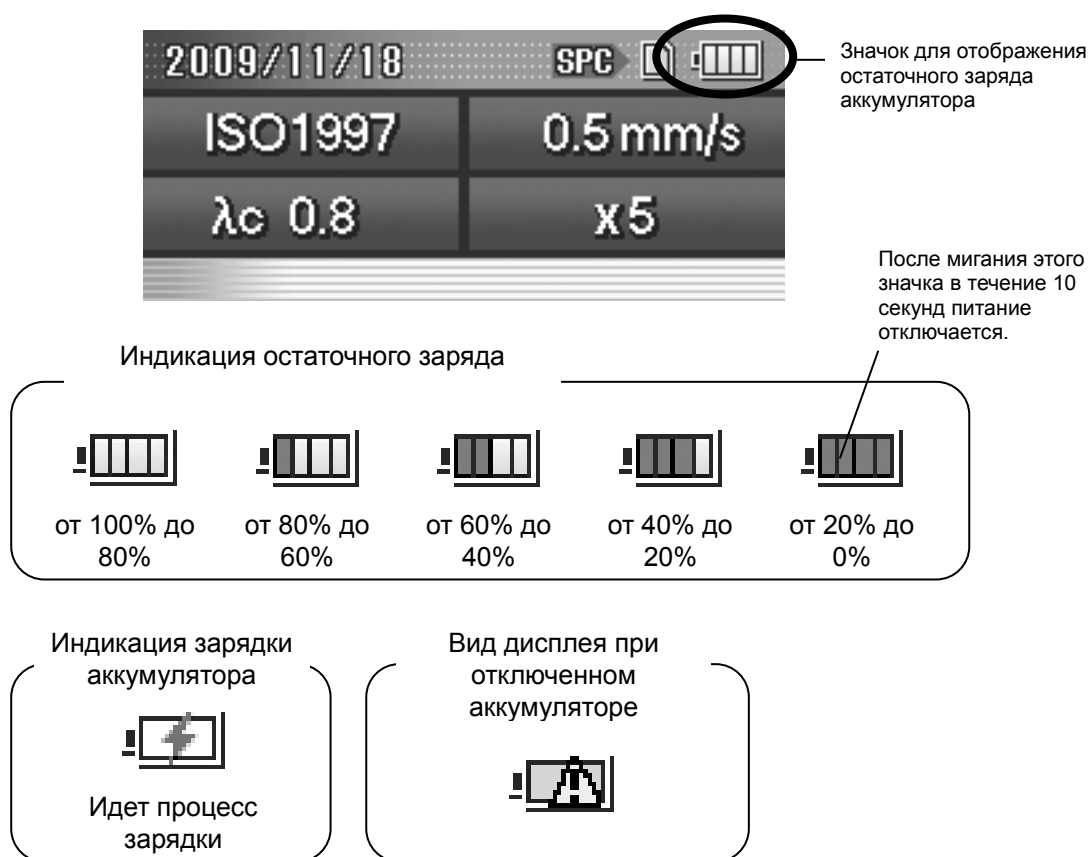 2009/11/18 SPC
ISO1997 0.5 mm/s
λc 0.8 x5
Значок для отображения
остаточного заряда
аккумулятора
После мигания этого
значка в течение 10
секунд питание
отключается.
Индикация остаточного заряда
от 100% до
80%
от 80% до
60%
от 60% до
40%
от 40% до
20%
от 20% до
0%
Индикация зарядки
аккумулятора
Идет процесс
зарядки
Вид дисплея при
отключенном
аккумуляторе